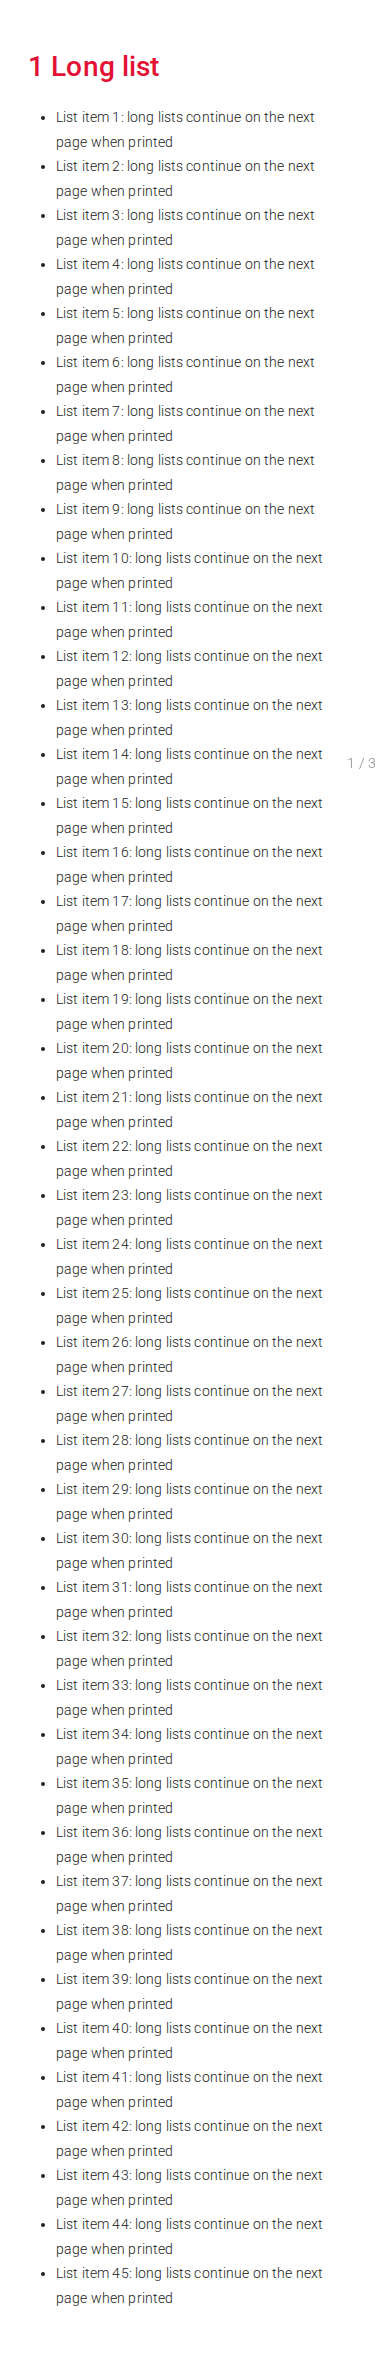 1 Long list
• List item 1: long lists continue on the next
page when printed
• List item 2: long lists continue on the next
page when printed
• List item 3: long lists continue on the next
page when printed
• List item 4: long lists continue on the next
page when printed
• List item 5: long lists continue on the next
page when printed
• List item 6: long lists continue on the next
page when printed
• List item 7: long lists continue on the next
page when printed
• List item 8: long lists continue on the next
page when printed
• List item 9: long lists continue on the next
page when printed
• List item 10: long lists continue on the next
page when printed
• List item 11: long lists continue on the next
page when printed
• List item 12: long lists continue on the next
page when printed
• List item 13: long lists continue on the next
page when printed
• List item 14: long lists continue on the next
1 / 3
page when printed
• List item 15: long lists continue on the next
page when printed
• List item 16: long lists continue on the next
page when printed
• List item 17: long lists continue on the next
page when printed
• List item 18: long lists continue on the next
page when printed
• List item 19: long lists continue on the next
page when printed
• List item 20: long lists continue on the next
page when printed
• List item 21: long lists continue on the next
page when printed
• List item 22: long lists continue on the next
page when printed
• List item 23: long lists continue on the next
page when printed
• List item 24: long lists continue on the next
page when printed
• List item 25: long lists continue on the next
page when printed
• List item 26: long lists continue on the next
page when printed
• List item 27: long lists continue on the next
page when printed
• List item 28: long lists continue on the next
page when printed
• List item 29: long lists continue on the next
page when printed
• List item 30: long lists continue on the next
page when printed
• List item 31: long lists continue on the next
page when printed
• List item 32: long lists continue on the next
page when printed
• List item 33: long lists continue on the next
page when printed
• List item 34: long lists continue on the next
page when printed
• List item 35: long lists continue on the next
page when printed
• List item 36: long lists continue on the next
page when printed
• List item 37: long lists continue on the next
page when printed
• List item 38: long lists continue on the next
page when printed
• List item 39: long lists continue on the next
page when printed
• List item 40: long lists continue on the next
page when printed
• List item 41: long lists continue on the next
page when printed
• List item 42: long lists continue on the next
page when printed
• List item 43: long lists continue on the next
page when printed
• List item 44: long lists continue on the next
page when printed
• List item 45: long lists continue on the next
page when printed